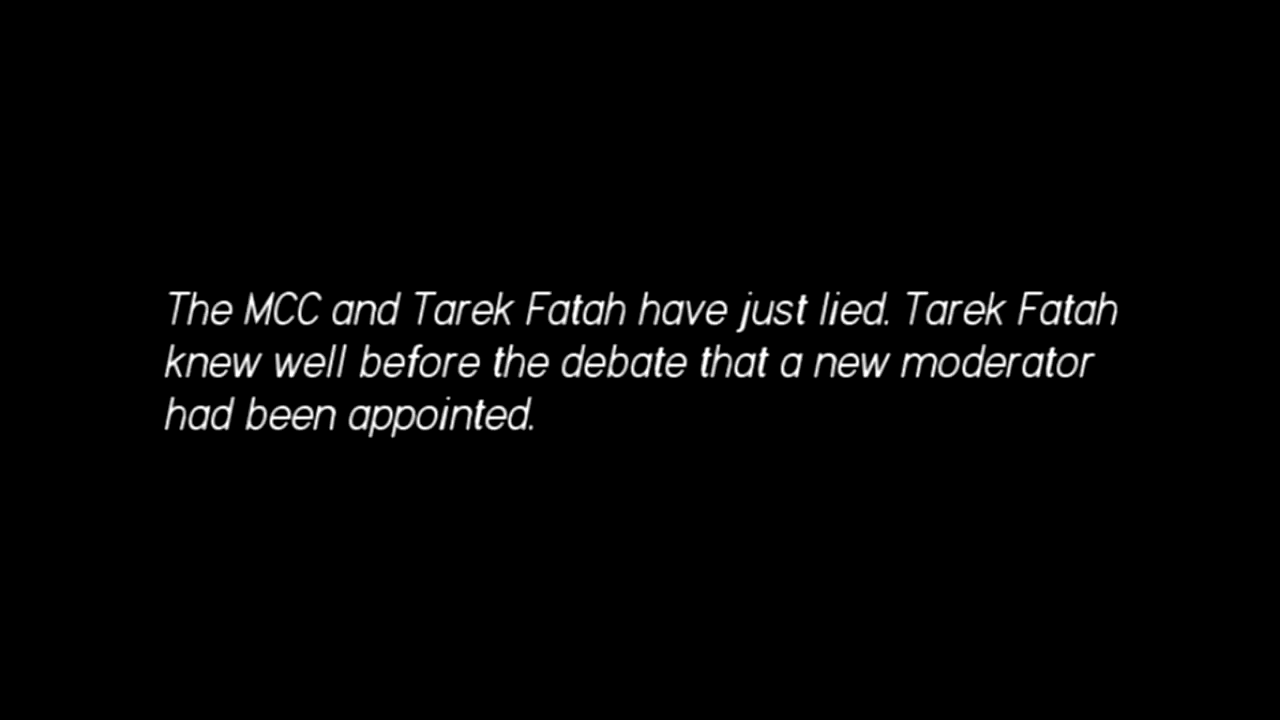 The MCC and Tarek Fatah have just lied. Tarek Fatah
knew well before the debate that a new moderator
had been appointed.